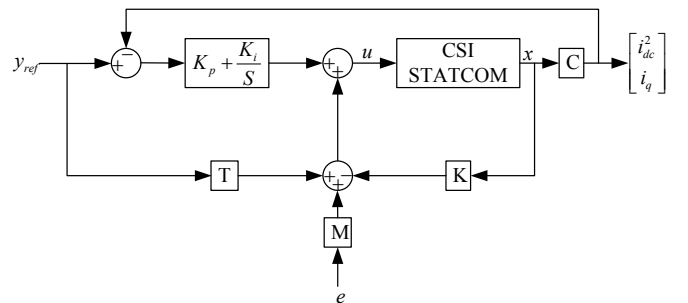 y_ref
−
+
K_p + K_i/S
+
+
u
CSI
STATCOM
x
C
[i_dc^2
i_q]
T
+
+
−
K
M
e